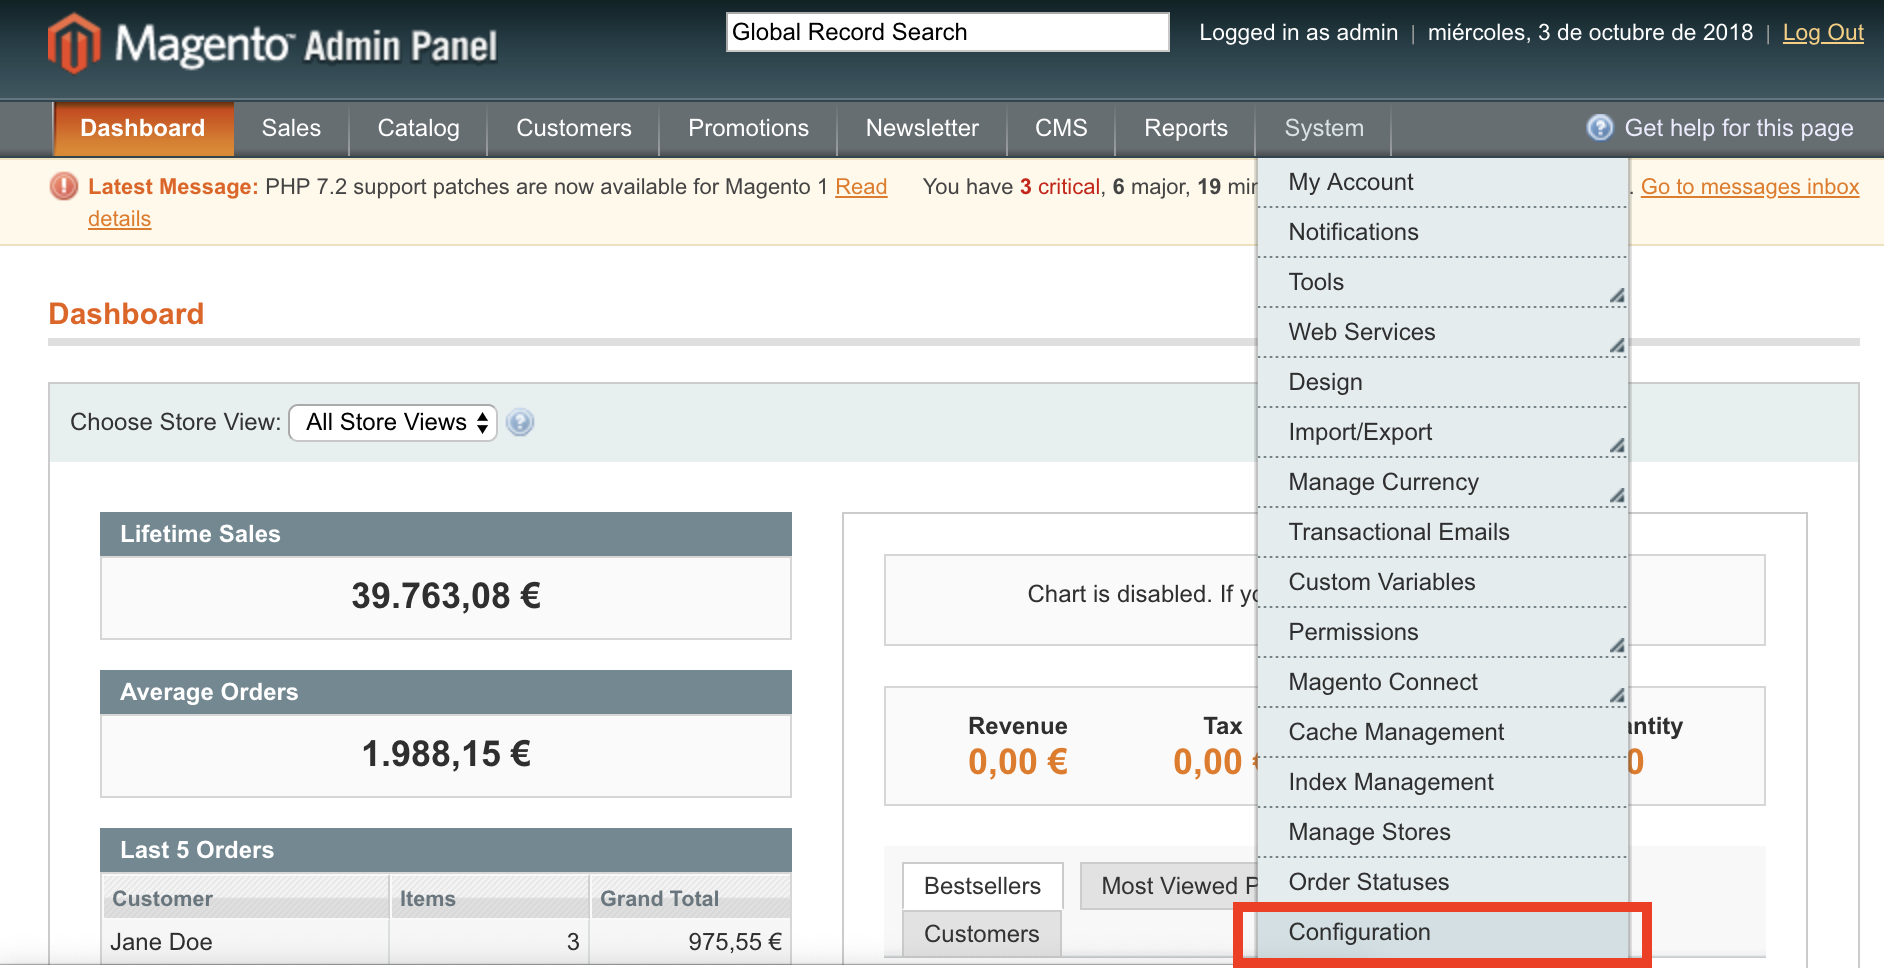 Magento™ Admin Panel
Global Record Search
Logged in as admin | miércoles, 3 de octubre de 2018 | Log Out
Dashboard Sales Catalog Customers Promotions Newsletter CMS Reports System Get help for this page
Latest Message: PHP 7.2 support patches are now available for Magento 1 Read
details
You have 3 critical, 6 major, 19
. Go to messages inbox
My Account
Notifications
Tools
Web Services
Design
Import/Export
Manage Currency
Transactional Emails
Custom Variables
Permissions
Magento Connect
Cache Management
Index Management
Manage Stores
Order Statuses
Configuration
Dashboard
Choose Store View: All Store Views
Lifetime Sales
39.763,08 €
Average Orders
1.988,15 €
Last 5 Orders
Customer Items Grand Total
Jane Doe 3 975,55 €
Chart is disabled. If
Revenue Tax
0,00 € 0,00 €
Bestsellers Most Viewed
Customers